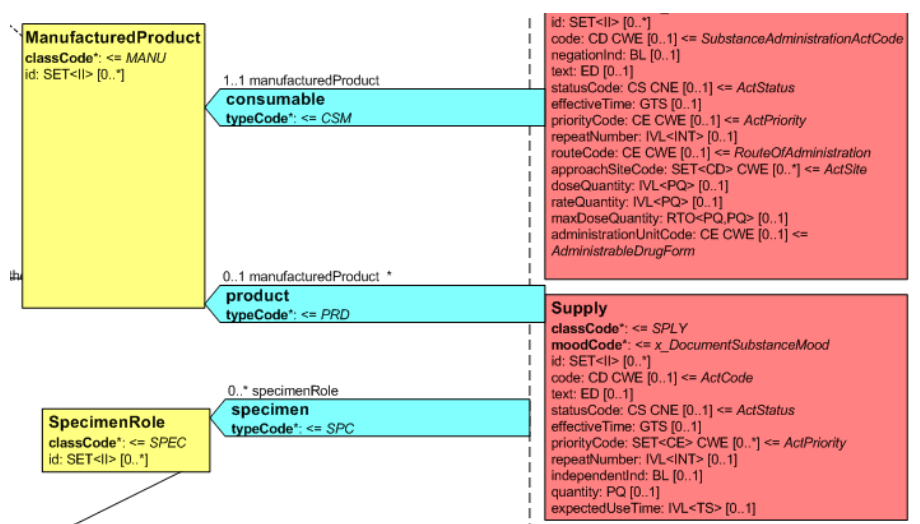 ManufacturedProduct
classCode*: <= MANU
id: SET<II> [0..*]
1..1 manufacturedProduct
consumable
typeCode*: <= CSM
id: SET<II> [0..*]
code: CD CWE [0..1] <= SubstanceAdministrationActCode
negationInd: BL [0..1]
text: ED [0..1]
statusCode: CS CNE [0..1] <= ActStatus
effectiveTime: GTS [0..1]
priorityCode: CE CWE [0..1] <= ActPriority
repeatNumber: IVL<INT> [0..1]
routeCode: CE CWE [0..1] <= RouteOfAdministration
approachSiteCode: SET<CD> CWE [0..*] <= ActSite
doseQuantity: IVL<PQ> [0..1]
rateQuantity: IVL<PQ> [0..1]
maxDoseQuantity: RTO<PQ,PQ> [0..1]
administrationUnitCode: CE CWE [0..1] <=
AdministrableDrugForm
0..1 manufacturedProduct *
product
typeCode*: <= PRD
Supply
classCode*: <= SPLY
moodCode*: <= x_DocumentSubstanceMood
id: SET<II> [0..*]
code: CD CWE [0..1] <= ActCode
text: ED [0..1]
statusCode: CS CNE [0..1] <= ActStatus
effectiveTime: GTS [0..1]
priorityCode: SET<CE> CWE [0..*] <= ActPriority
repeatNumber: IVL<INT> [0..1]
independentInd: BL [0..1]
quantity: PQ [0..1]
expectedUseTime: IVL<TS> [0..1]
0..* specimenRole
specimen
typeCode*: <= SPC
SpecimenRole
classCode*: <= SPEC
id: SET<II> [0..*]